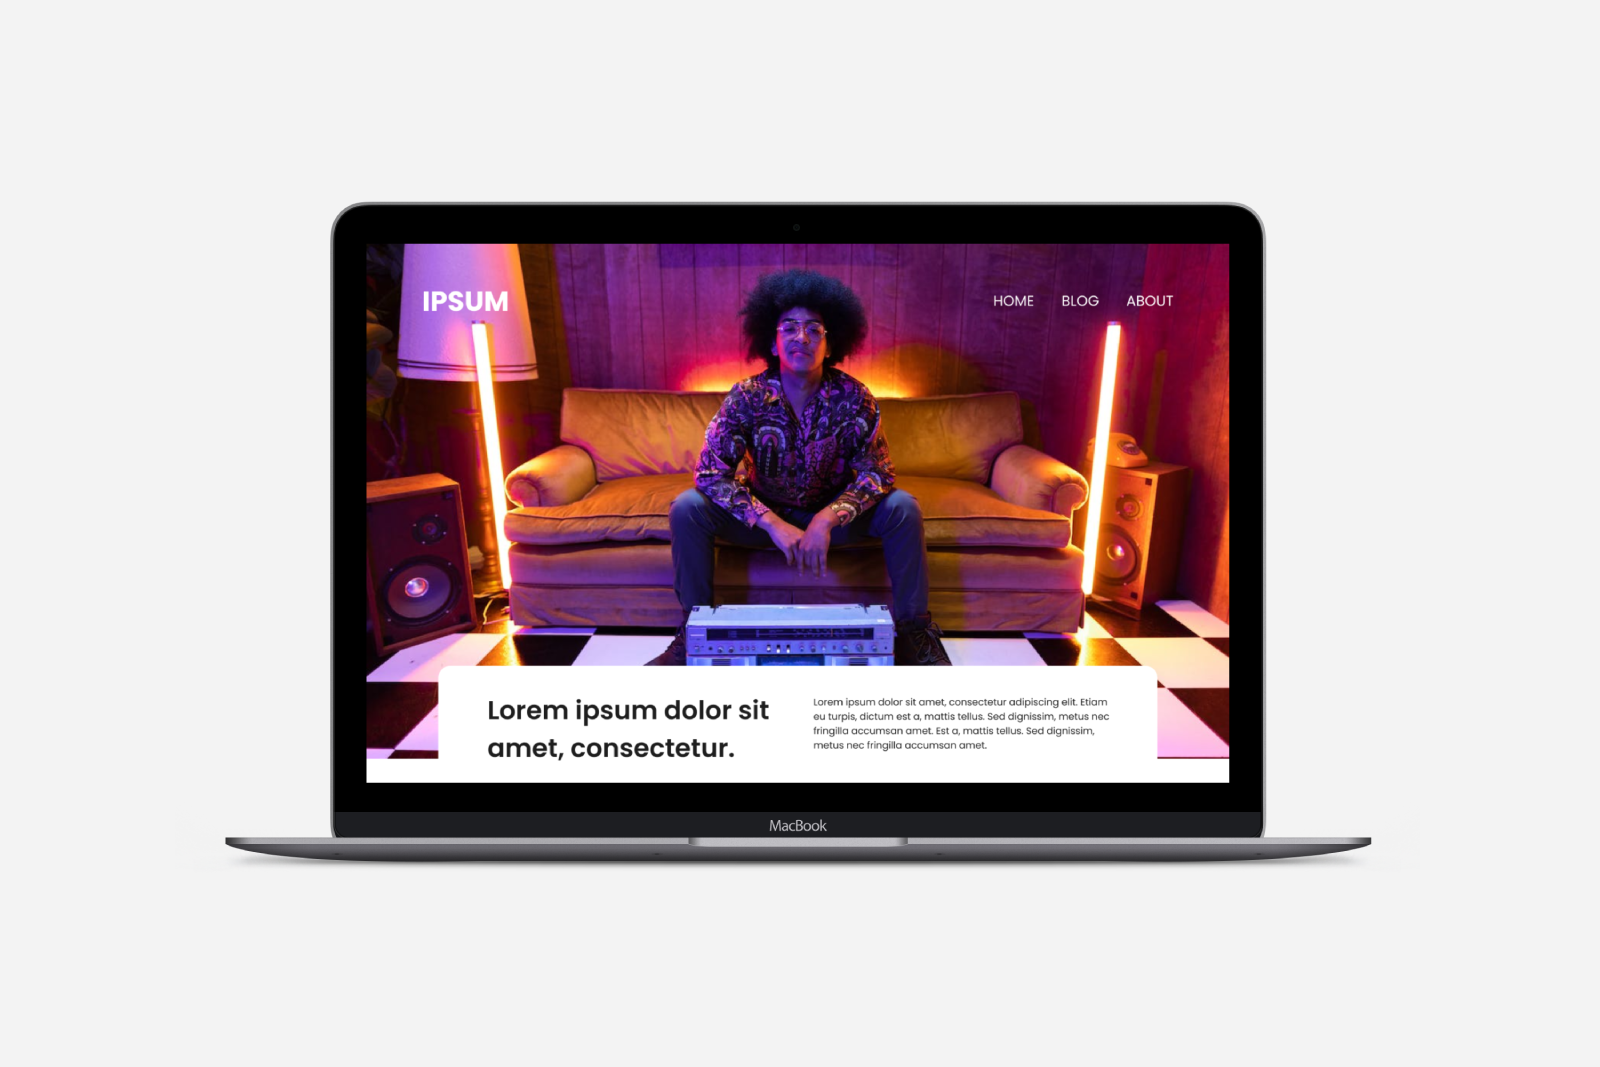 IPSUM
HOME BLOG ABOUT
Lorem ipsum dolor sit
amet, consectetur.
Lorem ipsum dolor sit amet, consectetur adipiscing elit. Etiam
eu turpis, dictum est a, mattis tellus. Sed dignissim, metus nec
fringilla accumsan amet. Est a, mattis tellus. Sed dignissim,
metus nec fringilla accumsan amet.
MacBook